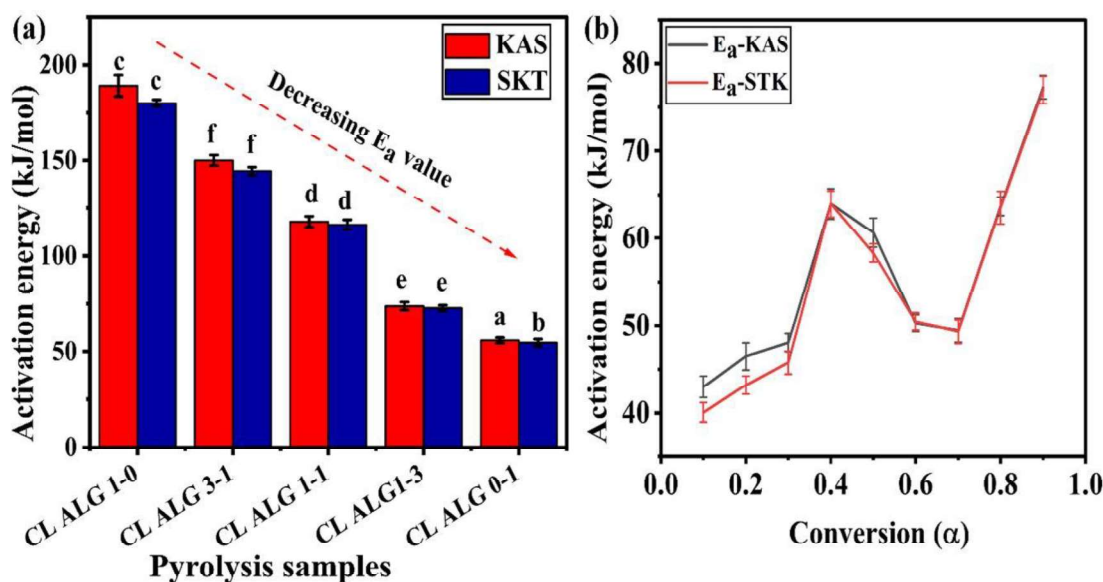 (a)
KAS
SKT
Decreasing Ea value
c
c
f
f
d
d
e
e
a
b
200
150
100
50
0
Activation energy (kJ/mol)
CL ALG 1-0
CL ALG 3-1
CL ALG 1-1
CL ALG1-3
CL ALG 0-1
Pyrolysis samples
(b)
Ea-KAS
Ea-STK
80
70
60
50
40
Activation energy (kJ/mol)
0.0 0.2 0.4 0.6 0.8 1.0
Conversion (α)